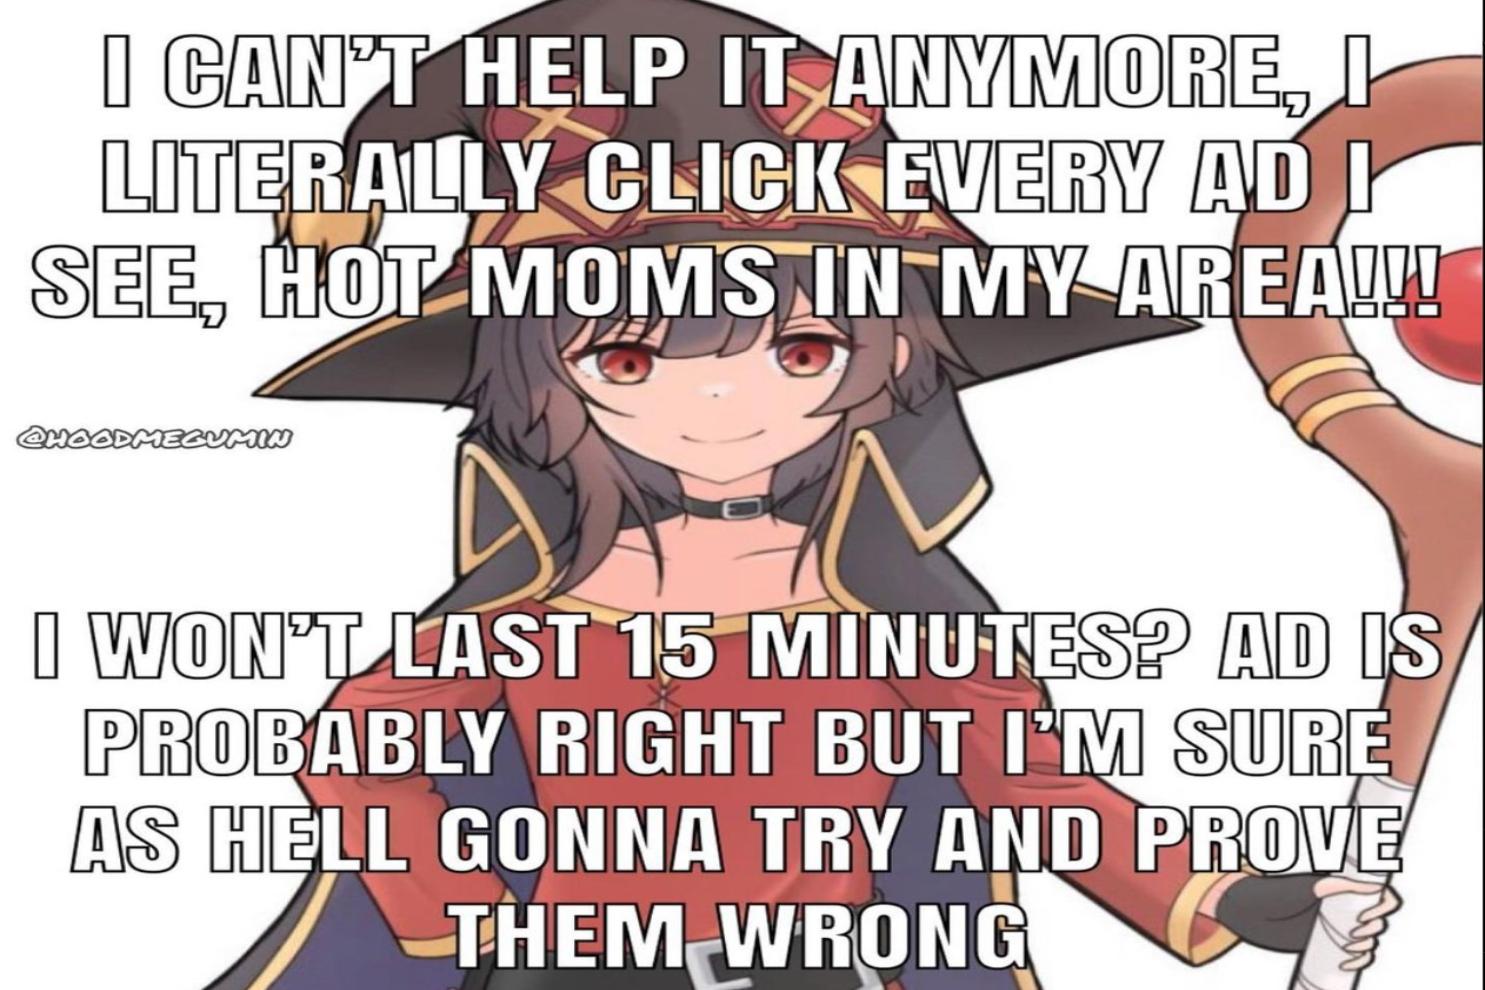 I CAN'T HELP IT ANYMORE, I
LITERALLY CLICK EVERY AD I
SEE, HOT MOMS IN MY AREA!!!
@HOODMEGUMIN
I WON'T LAST 15 MINUTES? AD IS
PROBABLY RIGHT BUT I'M SURE
AS HELL GONNA TRY AND PROVE
THEM WRONG